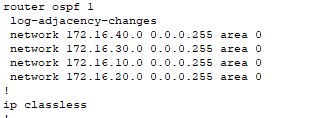 router ospf 1
log-adjacency-changes
network 172.16.40.0 0.0.0.255 area 0
network 172.16.30.0 0.0.0.255 area 0
network 172.16.10.0 0.0.0.255 area 0
network 172.16.20.0 0.0.0.255 area 0
!
ip classless